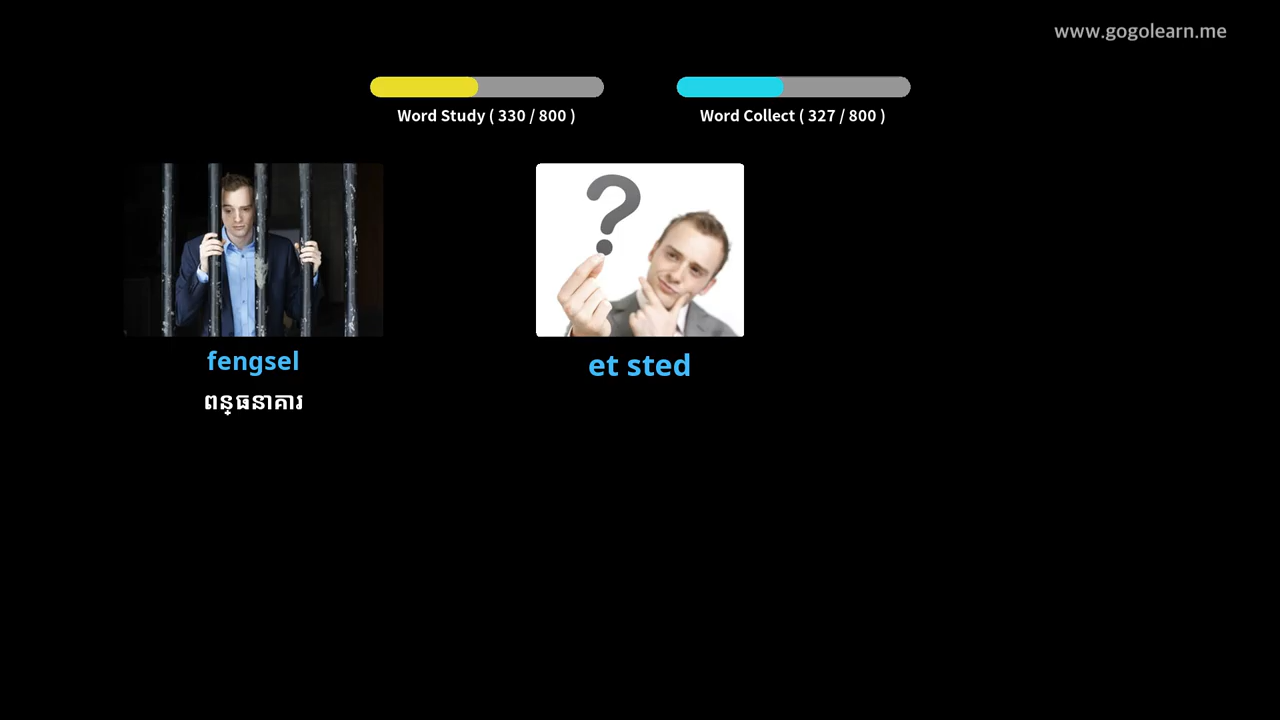 www.gogolearn.me
Word Study ( 330 / 800 )
Word Collect ( 327 / 800 )
fengsel
ពន្ធនាគារ
et sted